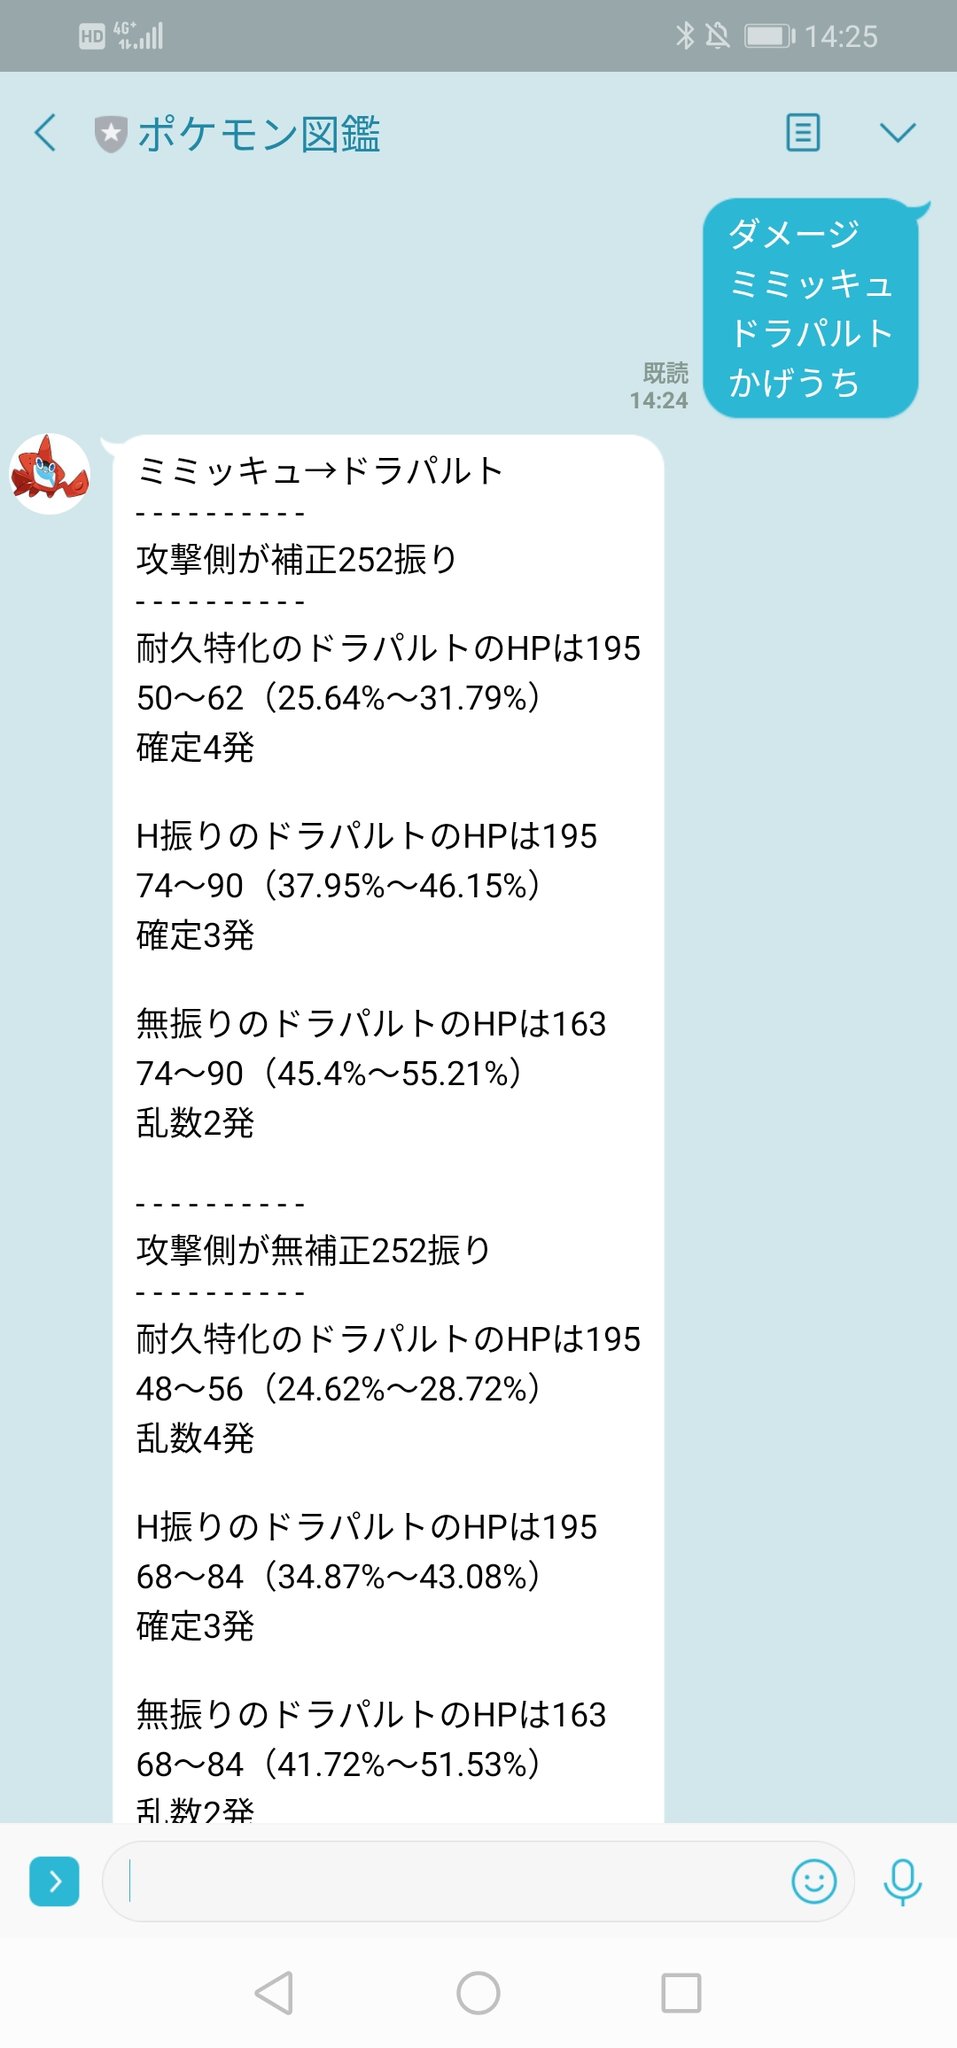 HD 4G+ 14:25
ポケモン図鑑
ダメージ
ミミッキュ
ドラパルト
かげうち
既読
14:24
ミミッキュ→ドラパルト
----------
攻撃側が補正252振り
----------
耐久特化のドラパルトのHPは195
50〜62（25.64%〜31.79%）
確定4発
H振りのドラパルトのHPは195
74〜90（37.95%〜46.15%）
確定3発
無振りのドラパルトのHPは163
74〜90（45.4%〜55.21%）
乱数2発
----------
攻撃側が無補正252振り
----------
耐久特化のドラパルトのHPは195
48〜56（24.62%〜28.72%）
乱数4発
H振りのドラパルトのHPは195
68〜84（34.87%〜43.08%）
確定3発
無振りのドラパルトのHPは163
68〜84（41.72%〜51.53%）
乱数2発